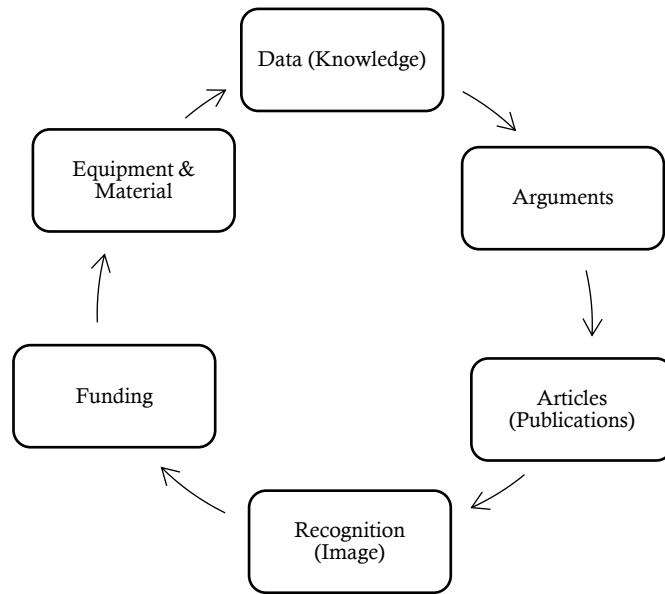 Data (Knowledge)
Arguments
Articles
(Publications)
Recognition
(Image)
Funding
Equipment &
Material